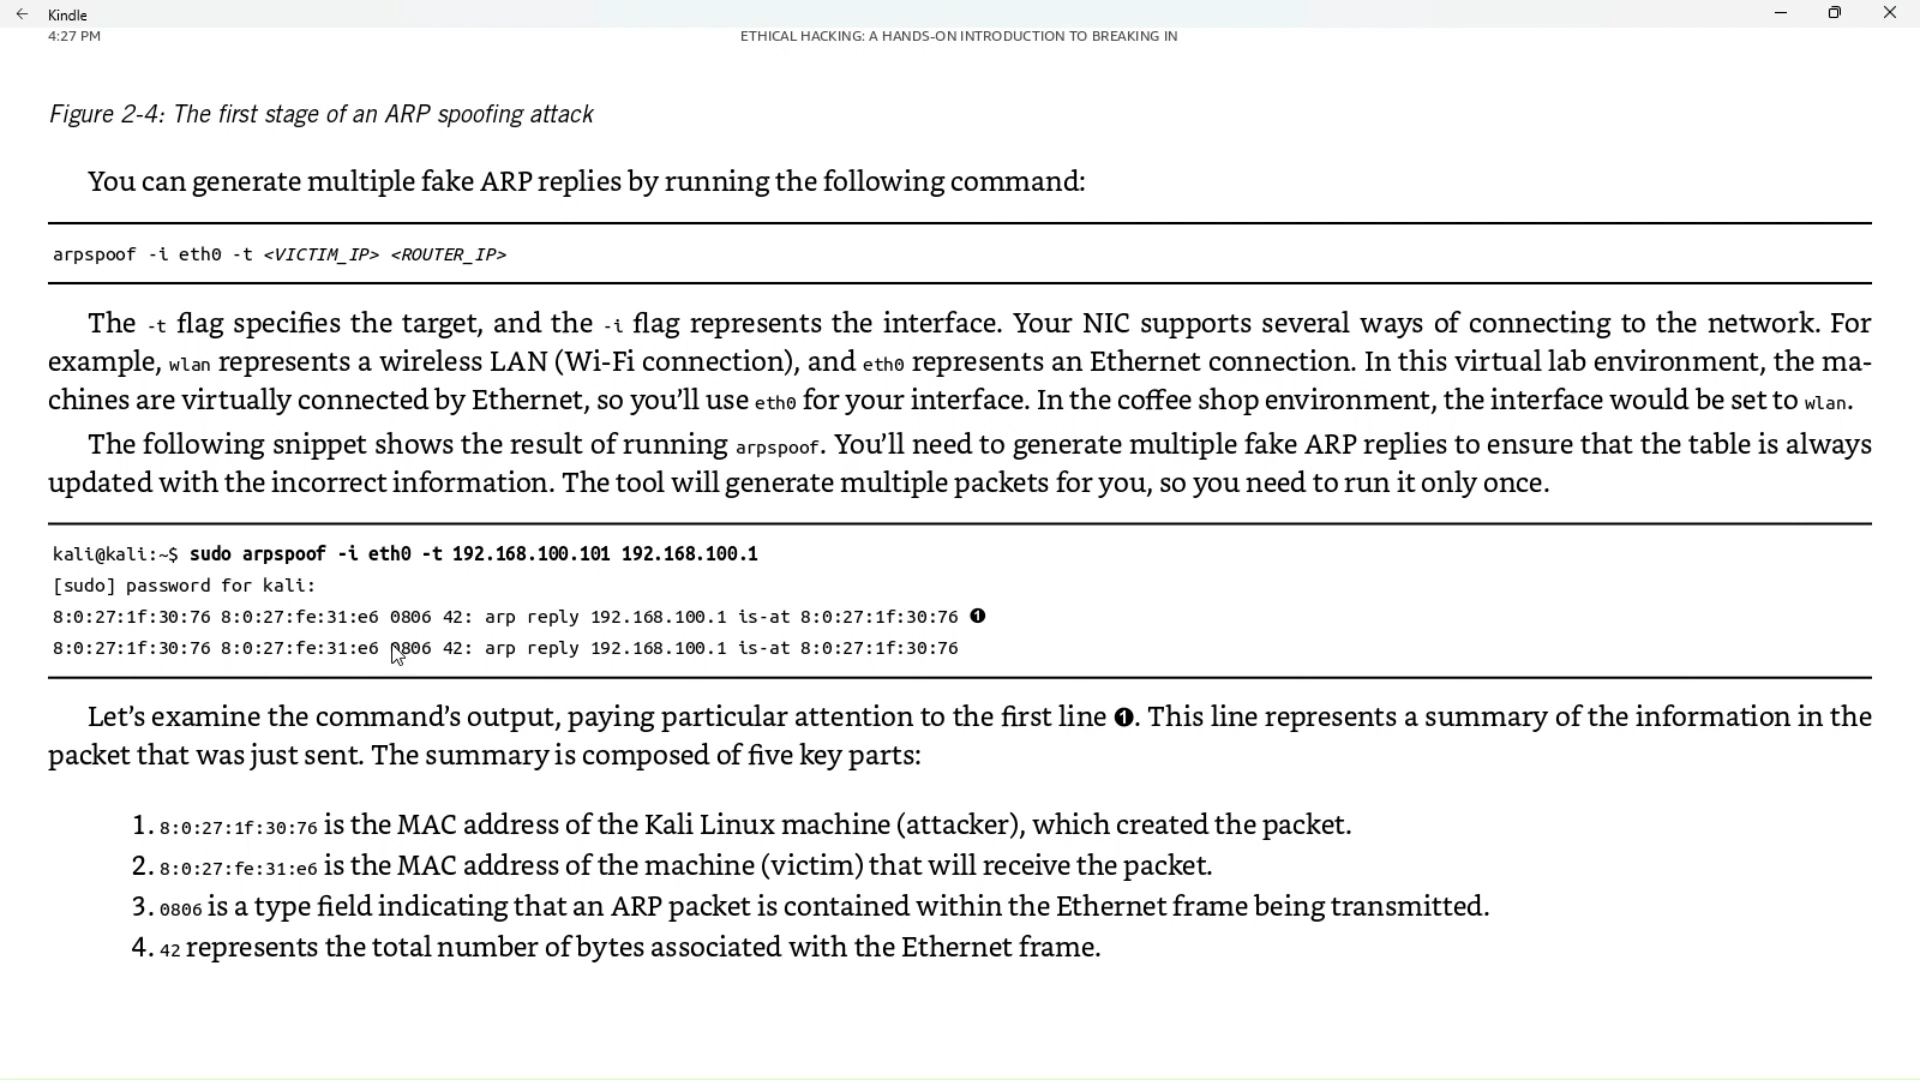 Kindle
4:27 PM
ETHICAL HACKING: A HANDS-ON INTRODUCTION TO BREAKING IN
Figure 2-4: The first stage of an ARP spoofing attack
You can generate multiple fake ARP replies by running the following command:
arpspoof -i eth0 -t <VICTIM_IP> <ROUTER_IP>
The -t flag specifies the target, and the -i flag represents the interface. Your NIC supports several ways of connecting to the network. For
example, wlan represents a wireless LAN (Wi-Fi connection), and eth0 represents an Ethernet connection. In this virtual lab environment, the ma-
chines are virtually connected by Ethernet, so you'll use eth0 for your interface. In the coffee shop environment, the interface would be set to wlan.
The following snippet shows the result of running arpspoof. You'll need to generate multiple fake ARP replies to ensure that the table is always
updated with the incorrect information. The tool will generate multiple packets for you, so you need to run it only once.
kali@kali:~$ sudo arpspoof -i eth0 -t 192.168.100.101 192.168.100.1
[sudo] password for kali:
8:0:27:1f:30:76 8:0:27:fe:31:e6 0806 42: arp reply 192.168.100.1 is-at 8:0:27:1f:30:76 ❶
8:0:27:1f:30:76 8:0:27:fe:31:e6 0806 42: arp reply 192.168.100.1 is-at 8:0:27:1f:30:76
Let's examine the command's output, paying particular attention to the first line ❶. This line represents a summary of the information in the
packet that was just sent. The summary is composed of five key parts:
1. 8:0:27:1f:30:76 is the MAC address of the Kali Linux machine (attacker), which created the packet.
2. 8:0:27:fe:31:e6 is the MAC address of the machine (victim) that will receive the packet.
3. 0806 is a type field indicating that an ARP packet is contained within the Ethernet frame being transmitted.
4. 42 represents the total number of bytes associated with the Ethernet frame.